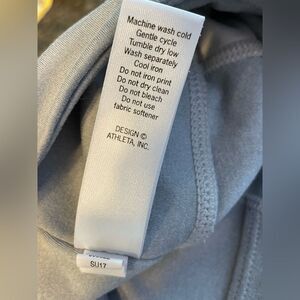 Machine wash cold
Gentle cycle
Tumble dry low
Wash separately
Cool iron
Do not iron print
Do not dry clean
Do not bleach
Do not use
fabric softener
DESIGN ©
ATHLETA, INC.
SU17